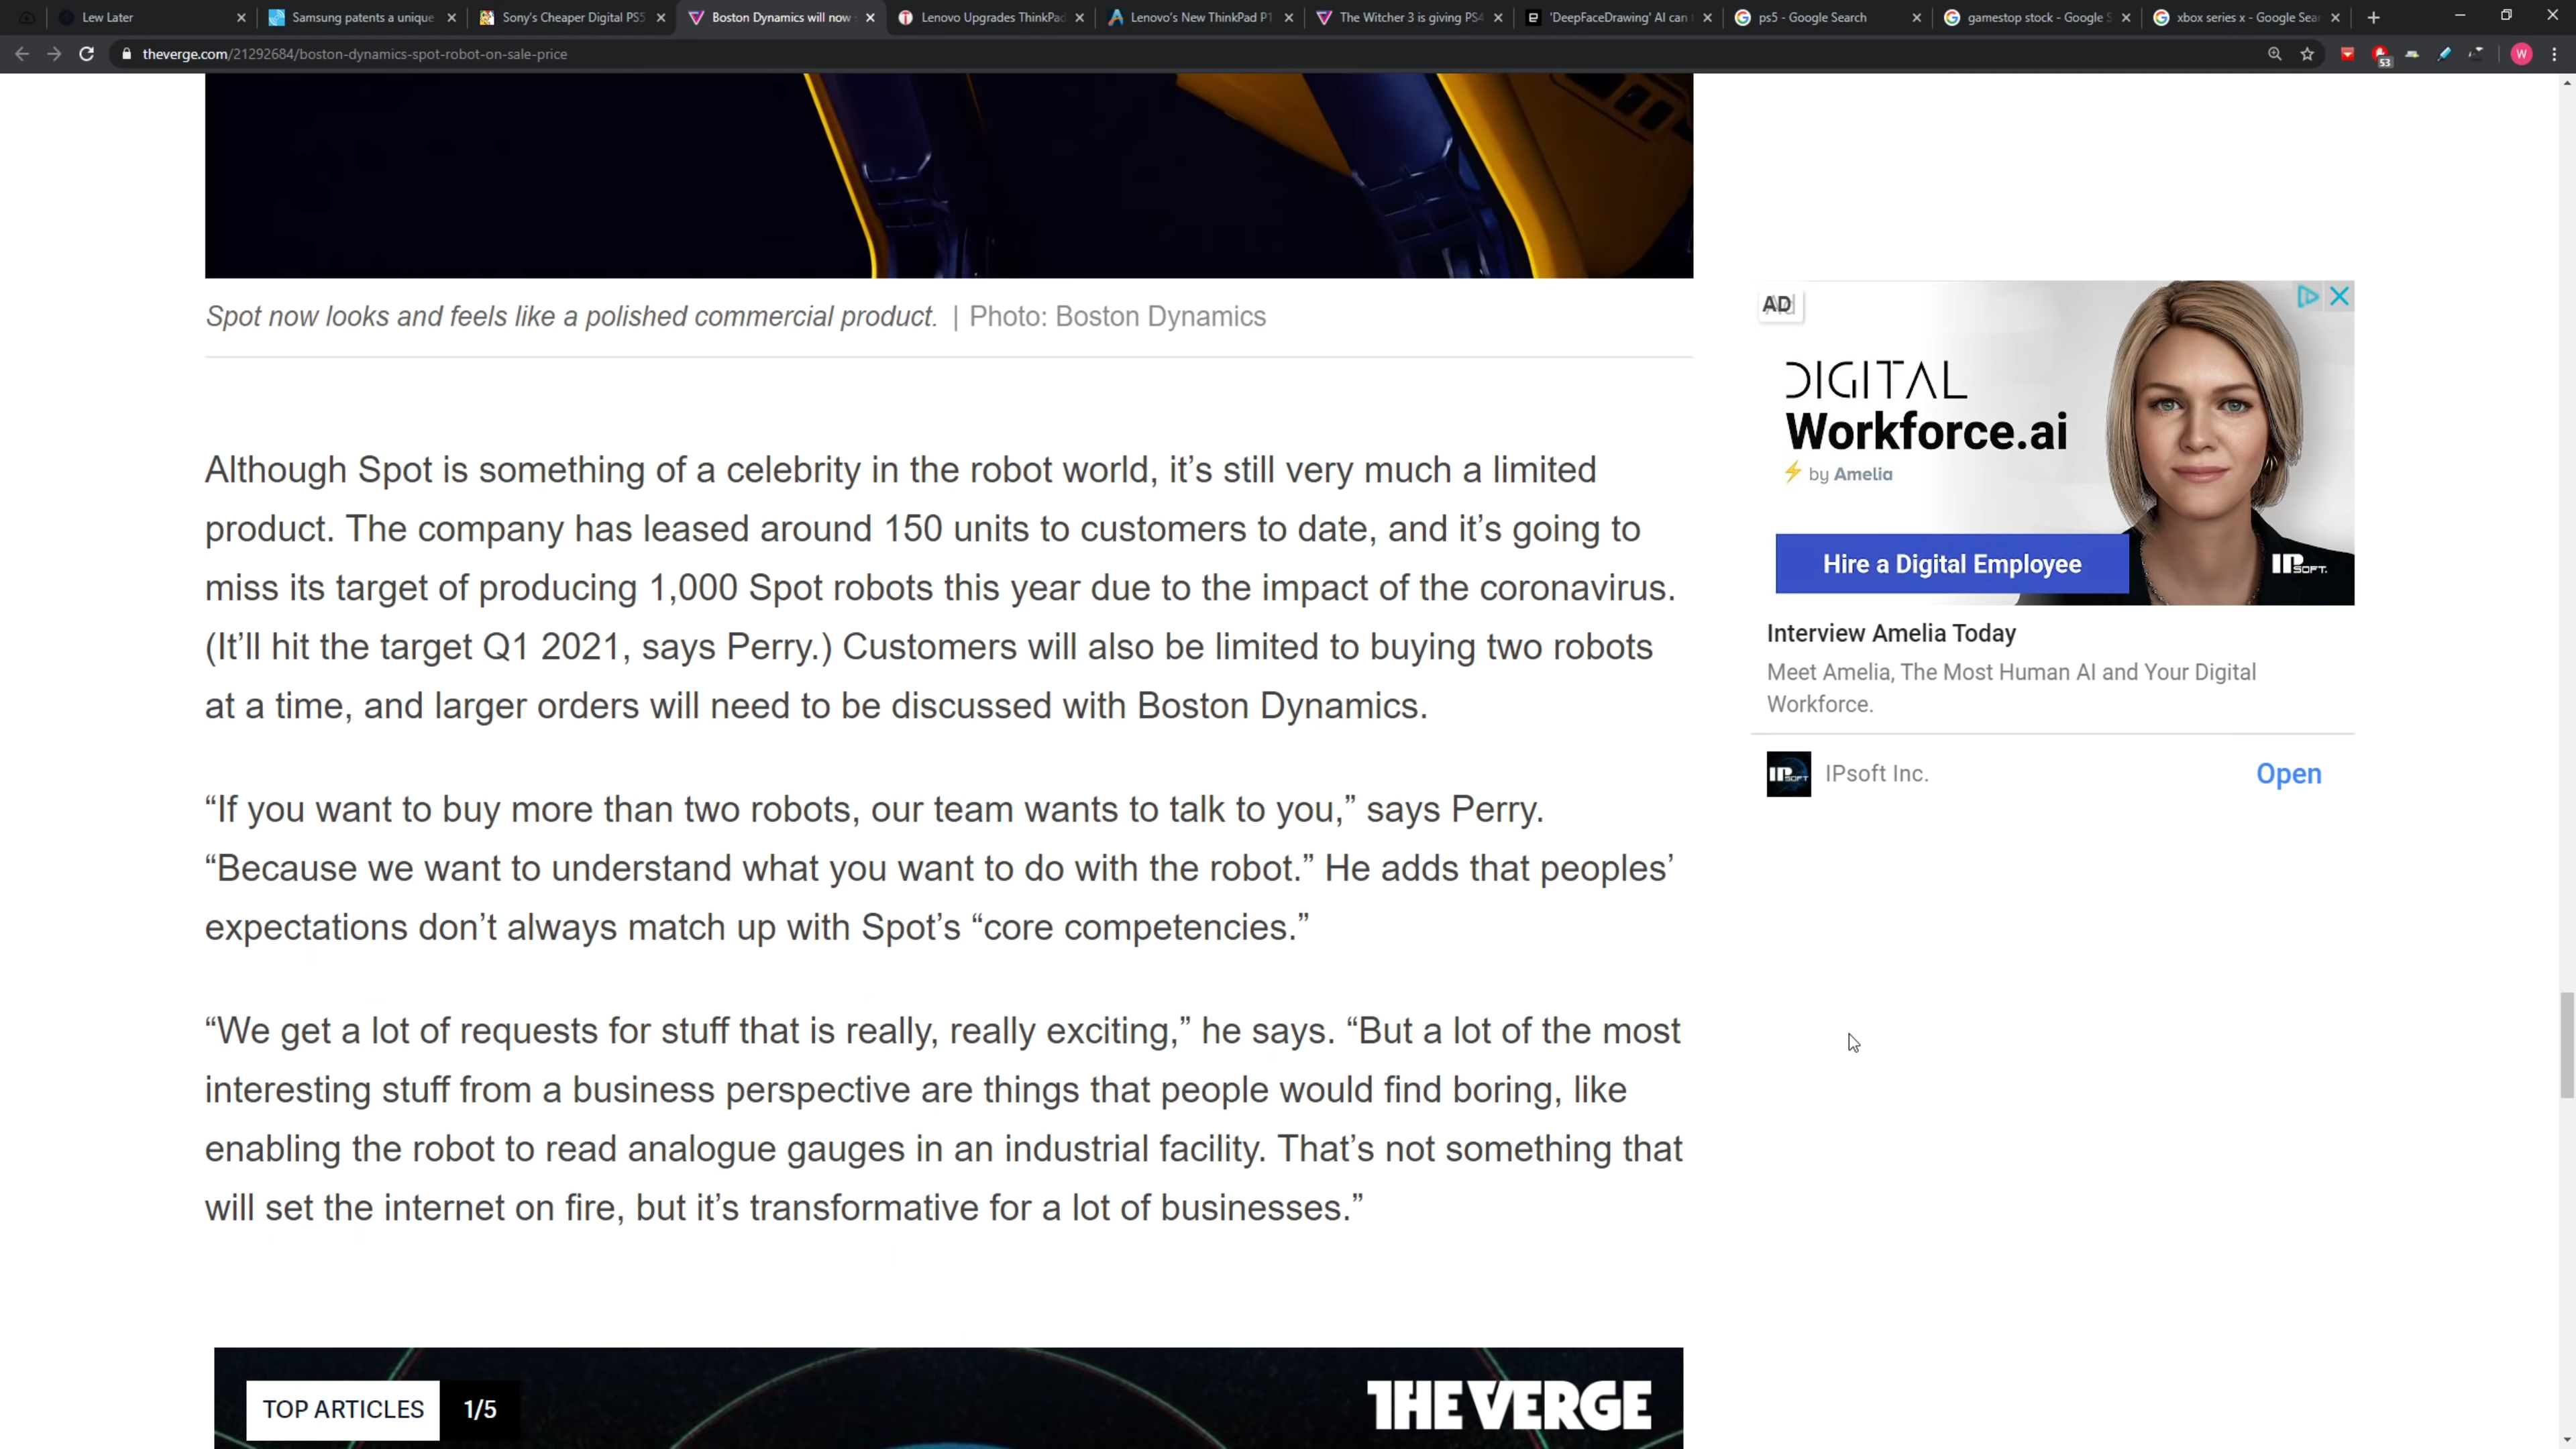 Lew Later
Samsung patents a unique
Sony's Cheaper Digital PS5
Boston Dynamics will now
Lenovo Upgrades ThinkPad
Lenovo's New ThinkPad P1
The Witcher 3 is giving PS4
'DeepFaceDrawing' AI can
ps5 - Google Search
gamestop stock - Google S
xbox series x - Google Sear
theverge.com/21292684/boston-dynamics-spot-robot-on-sale-price
53
W
Spot now looks and feels like a polished commercial product. | Photo: Boston Dynamics
Although Spot is something of a celebrity in the robot world, it's still very much a limited
product. The company has leased around 150 units to customers to date, and it's going to
miss its target of producing 1,000 Spot robots this year due to the impact of the coronavirus.
(It'll hit the target Q1 2021, says Perry.) Customers will also be limited to buying two robots
at a time, and larger orders will need to be discussed with Boston Dynamics.
“If you want to buy more than two robots, our team wants to talk to you,” says Perry.
“Because we want to understand what you want to do with the robot.” He adds that peoples’
expectations don’t always match up with Spot’s “core competencies.”
“We get a lot of requests for stuff that is really, really exciting,” he says. “But a lot of the most
interesting stuff from a business perspective are things that people would find boring, like
enabling the robot to read analogue gauges in an industrial facility. That’s not something that
will set the internet on fire, but it’s transformative for a lot of businesses.”
TOP ARTICLES 1/5
THE VERGE
AD
DIGITAL
Workforce.ai
by Amelia
Hire a Digital Employee
IPSOFT.
Interview Amelia Today
Meet Amelia, The Most Human AI and Your Digital
Workforce.
IPSOFT
IPsoft Inc.
Open